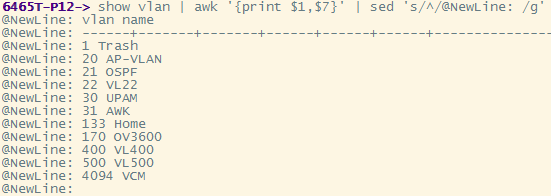 6465T-P12-> show vlan | awk '{print $1,$7}' | sed 's/^/@NewLine: /g'
@NewLine: vlan name
@NewLine: ------+-------+-------+------+------+------+-----------------
@NewLine: 1 Trash
@NewLine: 20 AP-VLAN
@NewLine: 21 OSPF
@NewLine: 22 VL22
@NewLine: 30 UPAM
@NewLine: 31 AWK
@NewLine: 133 Home
@NewLine: 170 OV3600
@NewLine: 400 VL400
@NewLine: 500 VL500
@NewLine: 4094 VCM
@NewLine: